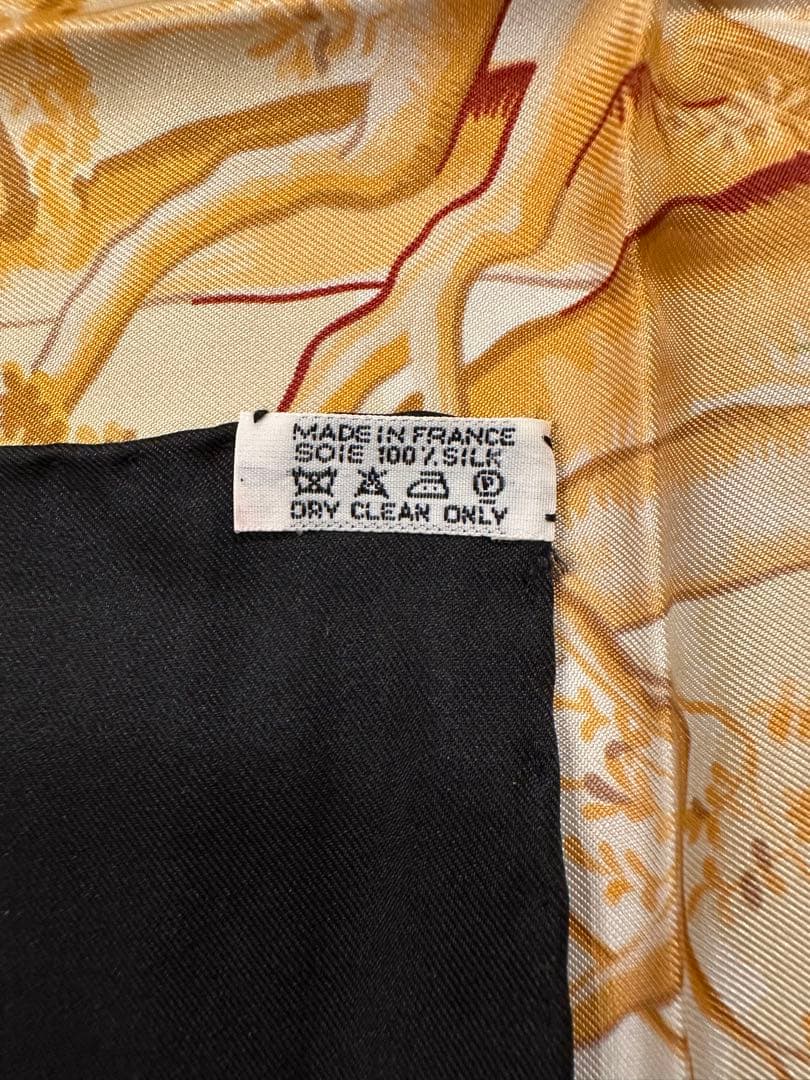 MADE IN FRANCE
SOIE 100% SILK
P
DRY CLEAN ONLY